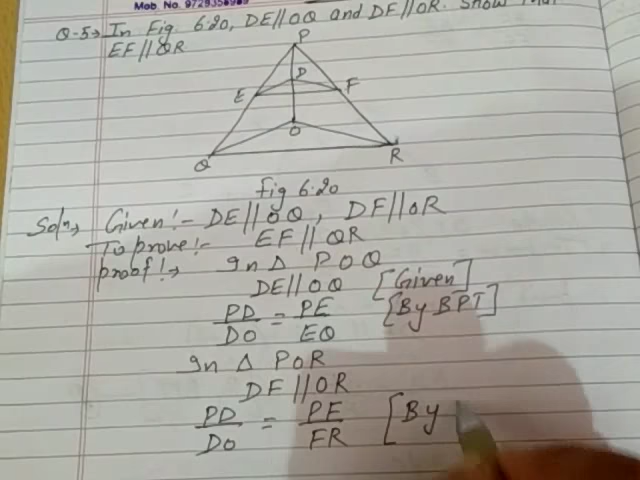 Mob. No. 9729358989
Q-5→ In Fig 6.20, DE//OQ and DF//OR. Show that
EF//QR
P
D
E
F
O
Q
R
fig 6.20
Soln→ Given:- DE//OQ, DF//OR
To prove:- EF//QR
proof:→ In Δ POQ
DE//OQ [Given]
PD/DO = PE/EQ [By BPT]
In Δ POR
DF//OR
PD/DO = PF/FR [By